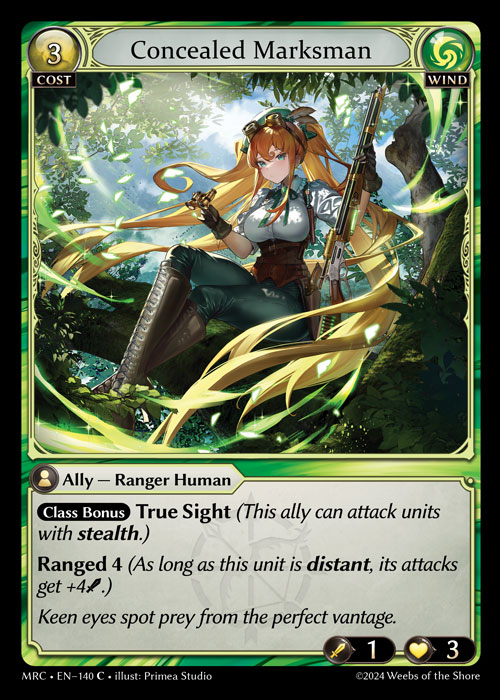 3
Concealed Marksman
COST
WIND
Ally — Ranger Human
Class Bonus True Sight (This ally can attack units
with stealth.)
Ranged 4 (As long as this unit is distant, its attacks
get +4.)
Keen eyes spot prey from the perfect vantage.
1
3
MRC • EN-140 C • illust: Primea Studio
©2024 Weebs of the Shore